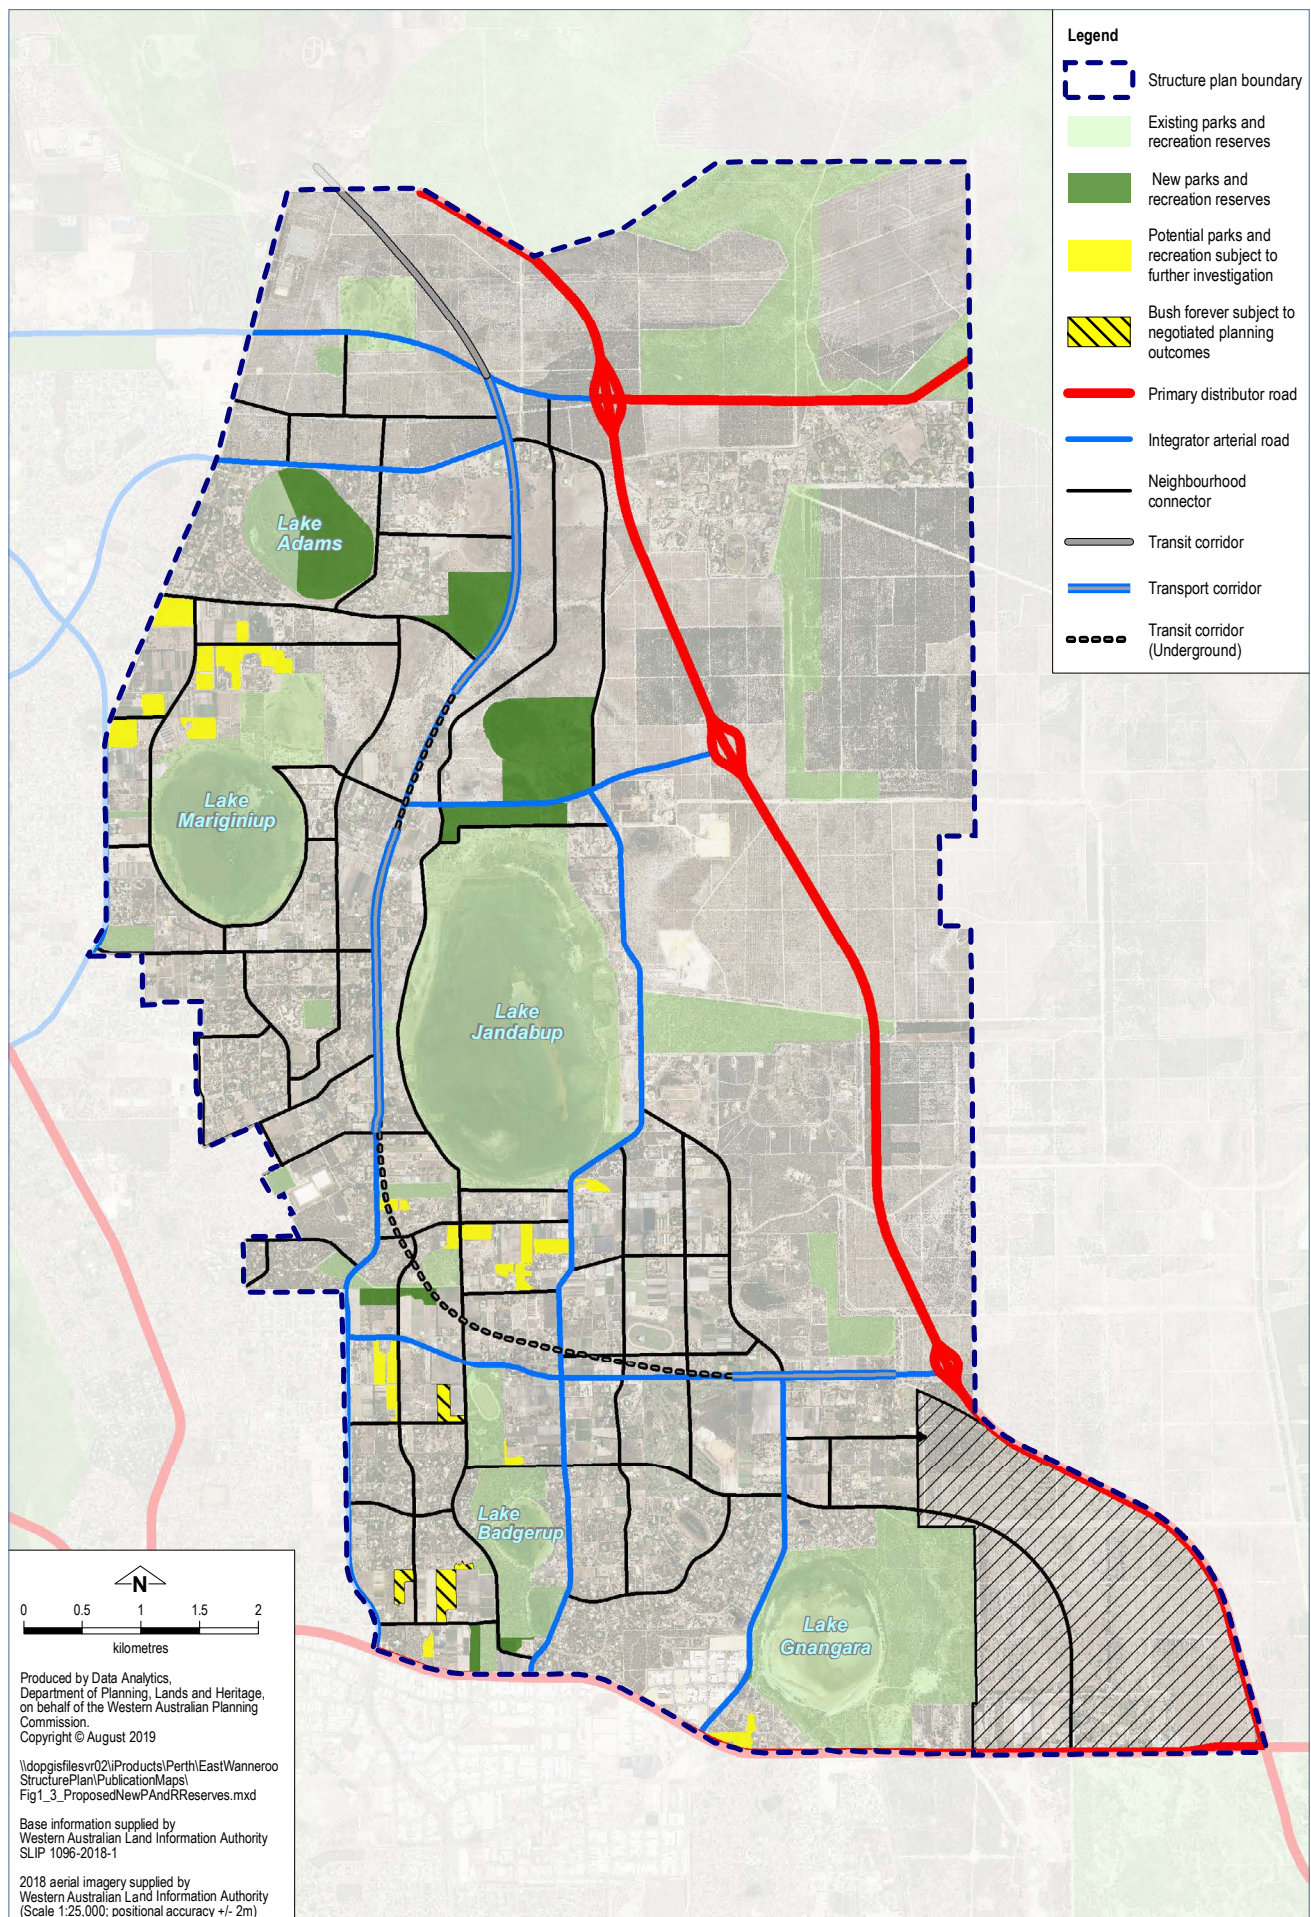 Legend
Structure plan boundary
Existing parks and
recreation reserves
New parks and
recreation reserves
Potential parks and
recreation subject to
further investigation
Bush forever subject to
negotiated planning
outcomes
Primary distributor road
Integrator arterial road
Neighbourhood
connector
Transit corridor
Transport corridor
Transit corridor
(Underground)
Lake
Adams
Lake
Mariginiup
Lake
Jandabup
Lake
Badgerup
Lake
Gnangara
N
0 0.5 1 1.5 2
kilometres
Produced by Data Analytics,
Department of Planning, Lands and Heritage,
on behalf of the Western Australian Planning
Commission.
Copyright © August 2019
\\dopgisfilesvr02\iProducts\Perth\EastWanneroo
StructurePlan\PublicationMaps\
Fig1_3_ProposedNewPAndRReserves.mxd
Base information supplied by
Western Australian Land Information Authority
SLIP 1096-2018-1
2018 aerial imagery supplied by
Western Australian Land Information Authority
(Scale 1:25,000; positional accuracy +/- 2m)